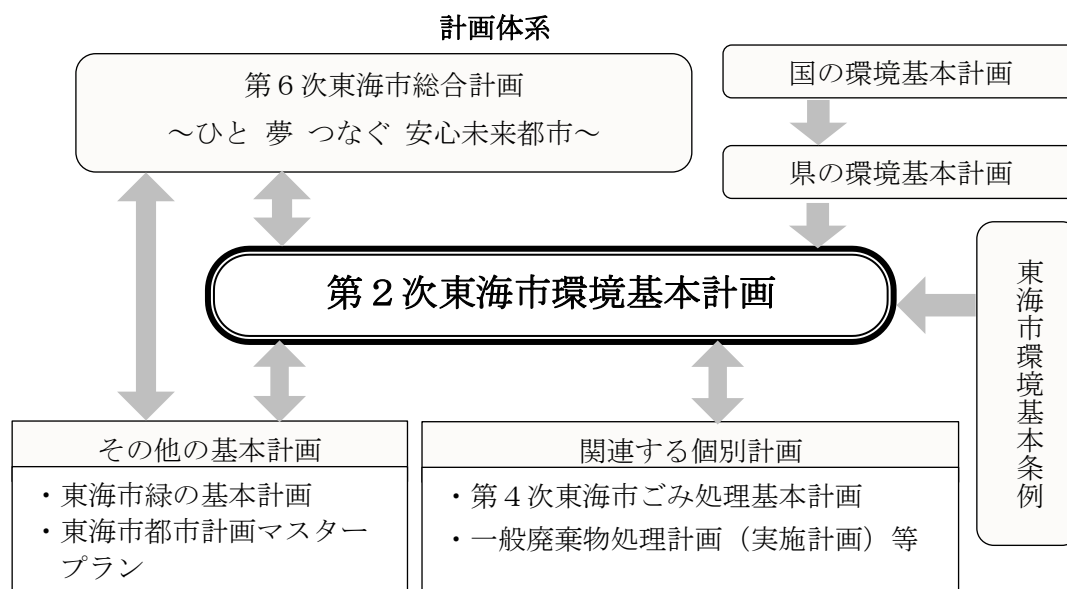 計画体系
第６次東海市総合計画
～ひと 夢 つなぐ 安心未来都市～
国の環境基本計画
県の環境基本計画
第２次東海市環境基本計画
東海市環境基本条例
その他の基本計画
・東海市緑の基本計画
・東海市都市計画マスター
プラン
関連する個別計画
・第４次東海市ごみ処理基本計画
・一般廃棄物処理計画（実施計画）等